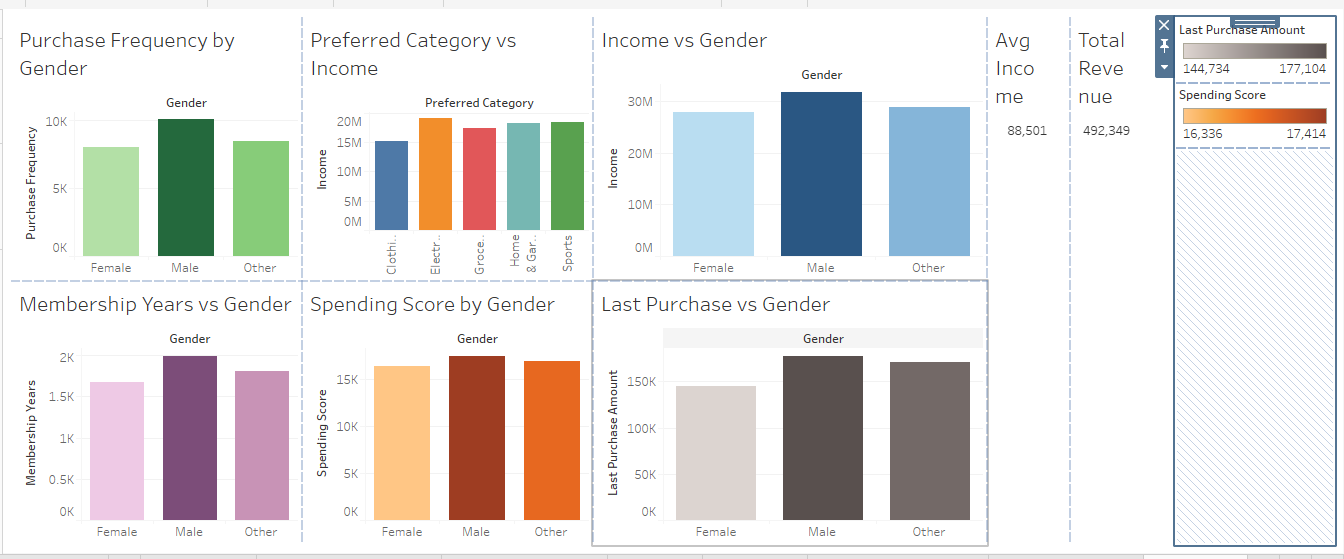 Purchase Frequency by
Gender
Gender
Purchase Frequency
10K
5K
0K
Female Male Other
Preferred Category vs
Income
Preferred Category
Income
20M
15M
10M
5M
0M
Clothi..
Electr..
Groce..
Home
& Gar..
Sports
Income vs Gender
Gender
Income
30M
20M
10M
0M
Female Male Other
Avg
Inco
me
88,501
Total
Reve
nue
492,349
Last Purchase Amount
144,734 177,104
Spending Score
16,336 17,414
Membership Years vs Gender
Gender
Membership Years
2K
1.5K
1K
0.5K
0K
Female Male Other
Spending Score by Gender
Gender
Spending Score
15K
10K
5K
0K
Female Male Other
Last Purchase vs Gender
Gender
Last Purchase Amount
150K
100K
50K
0K
Female Male Other